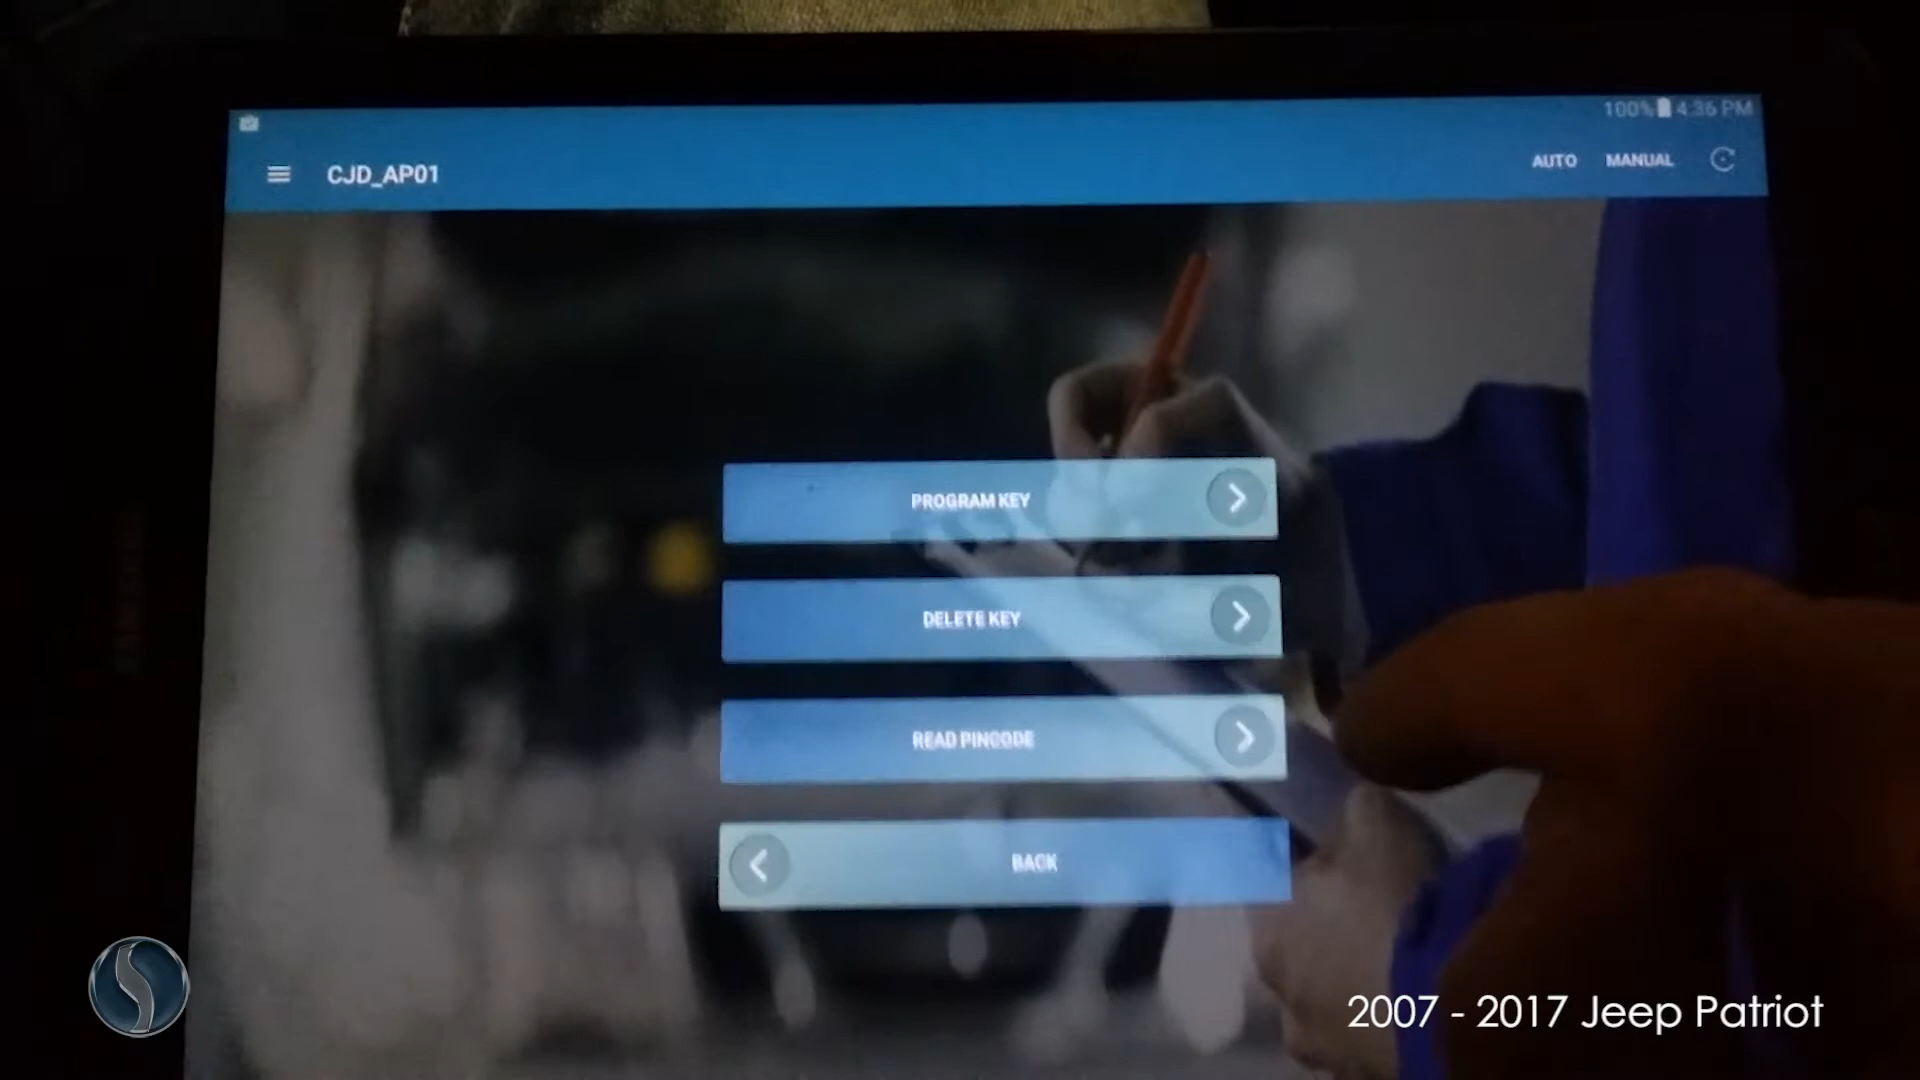 100% 4:36 PM
CJD_AP01
AUTO MANUAL
PROGRAM KEY
DELETE KEY
READ PINCODE
BACK
2007 - 2017 Jeep Patriot